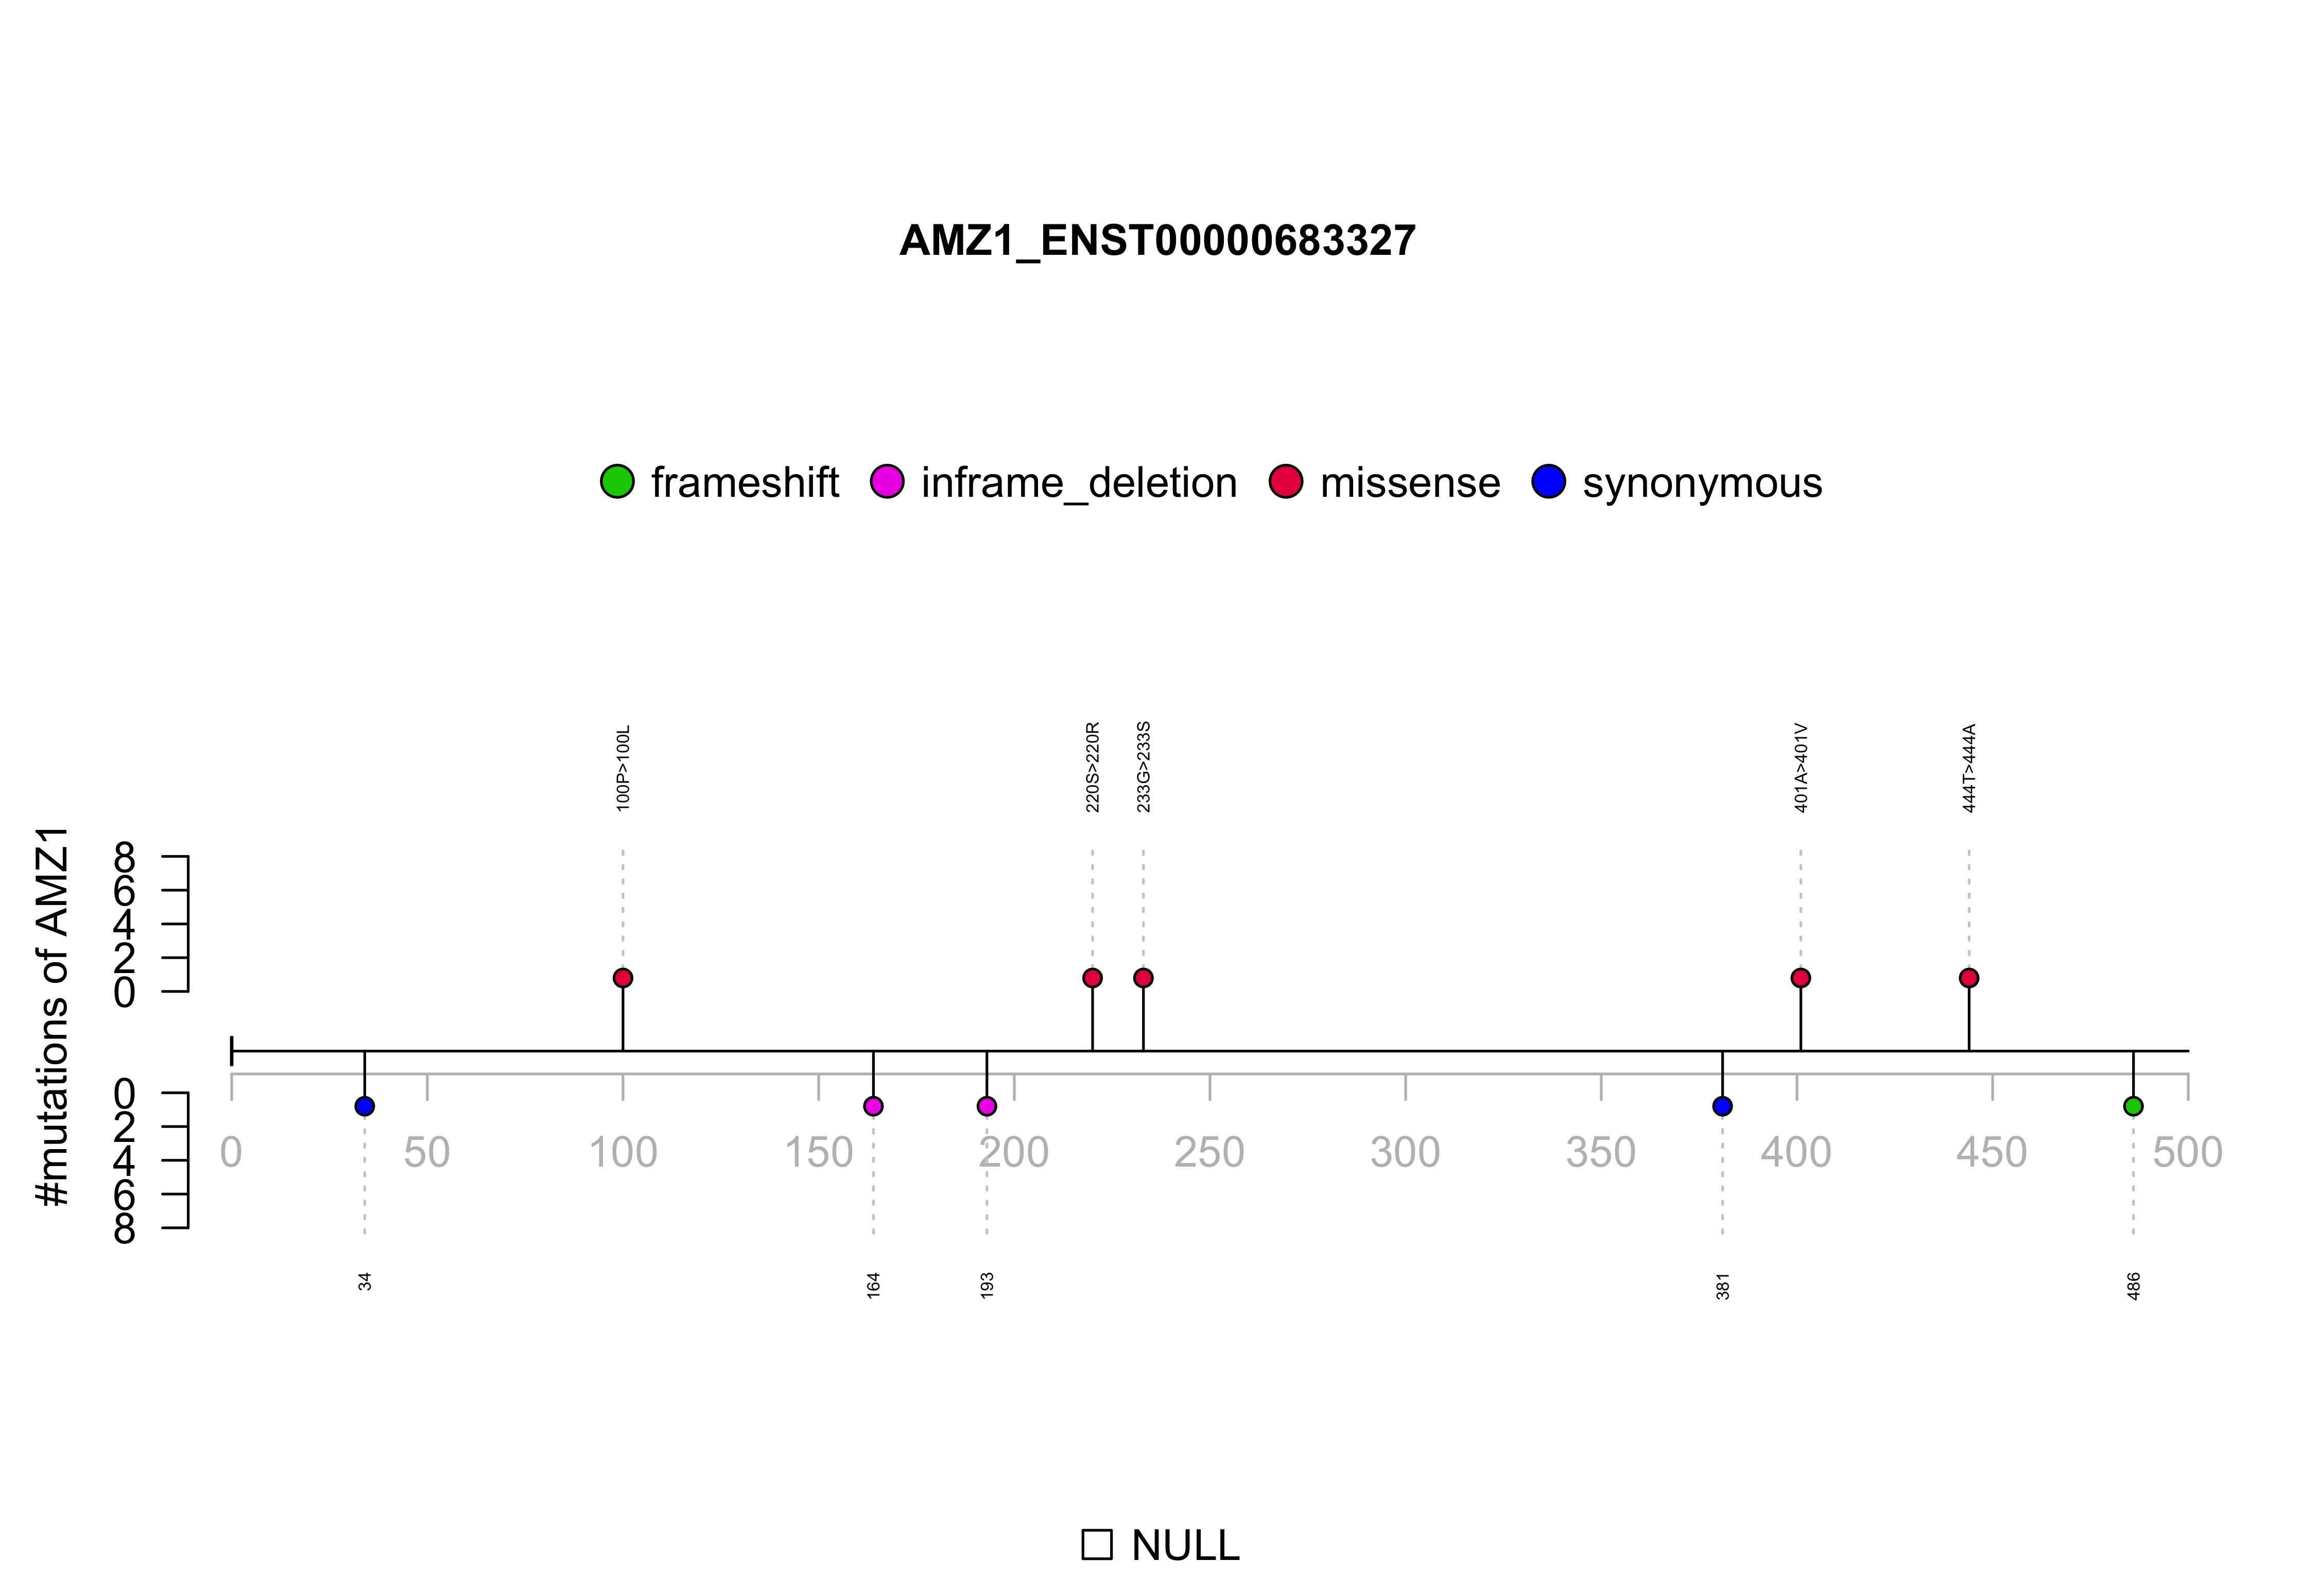 AMZ1_ENST00000683327
frameshift inframe_deletion missense synonymous
100P>100L 220S>220R 233G>233S 401A>401V 444T>444A
#mutations of AMZ1
8
6
4
2
0
0
2
4
6
8
0 50 100 150 200 250 300 350 400 450 500
34 164 193 381 486
NULL